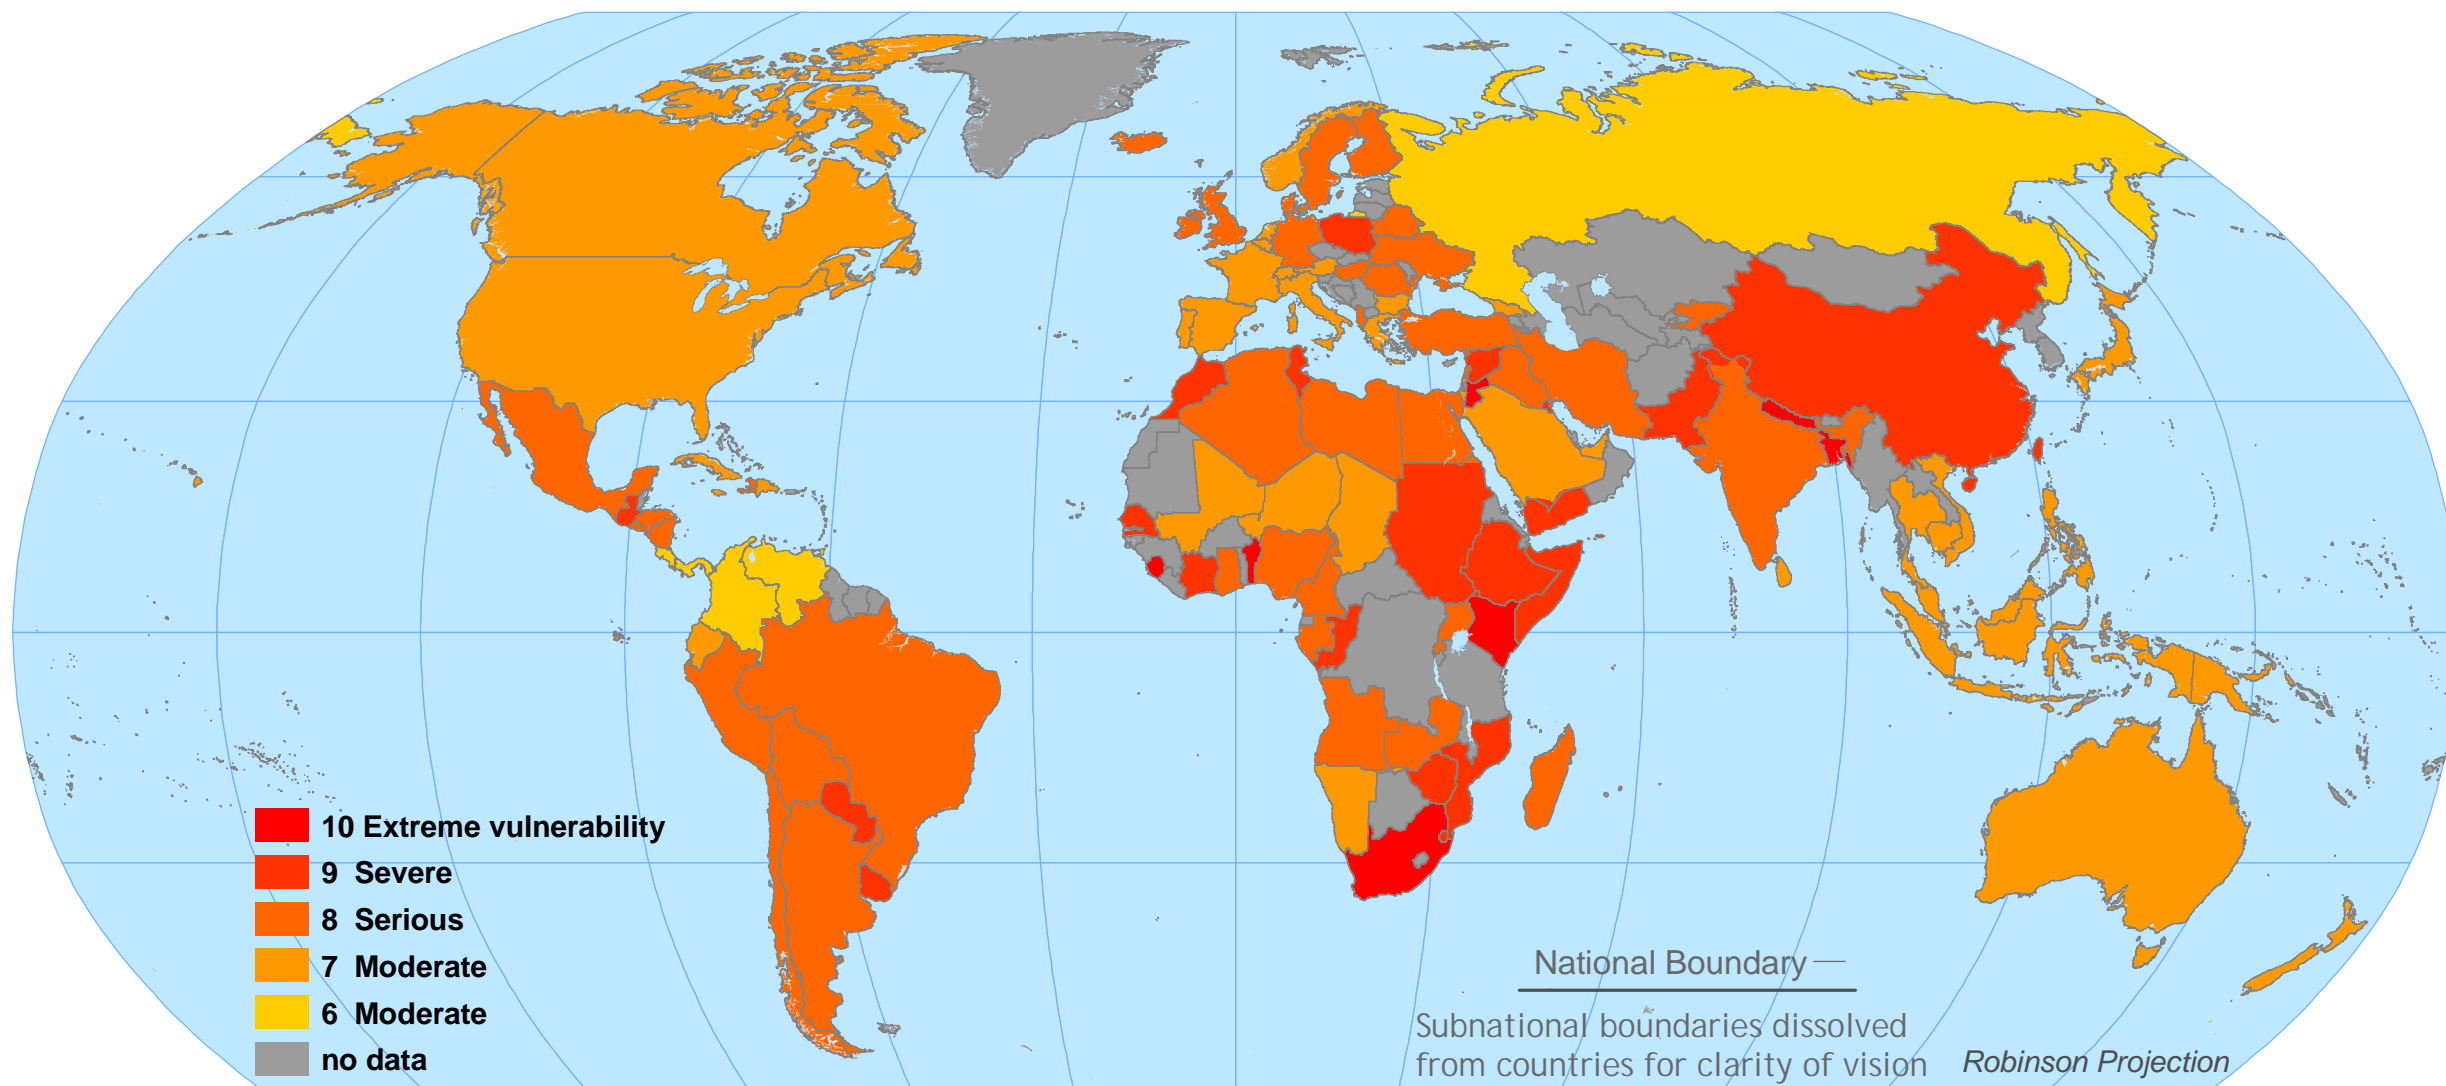 10 Extreme vulnerability
9 Severe
8 Serious
7 Moderate
6 Moderate
no data
National Boundary
Subnational boundaries dissolved
from countries for clarity of vision
Robinson Projection